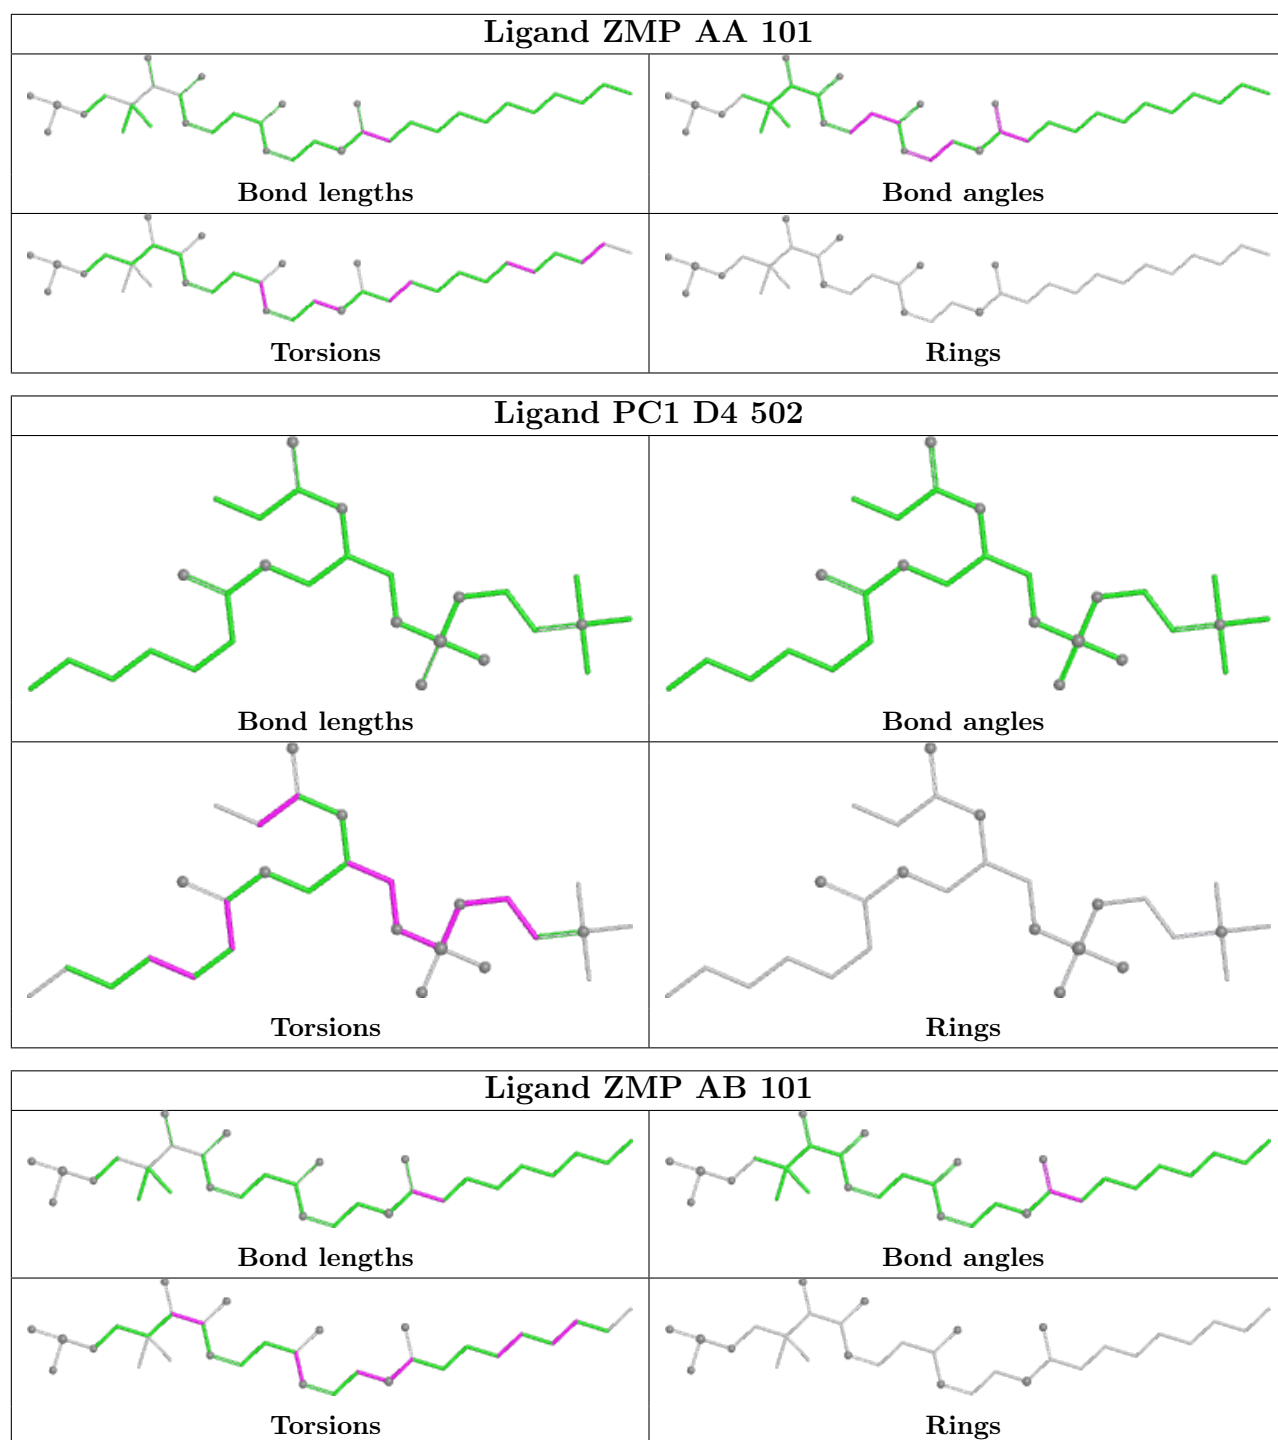 Ligand ZMP AA 101
Bond lengths
Bond angles
Torsions
Rings
Ligand PC1 D4 502
Bond lengths
Bond angles
Torsions
Rings
Ligand ZMP AB 101
Bond lengths
Bond angles
Torsions
Rings